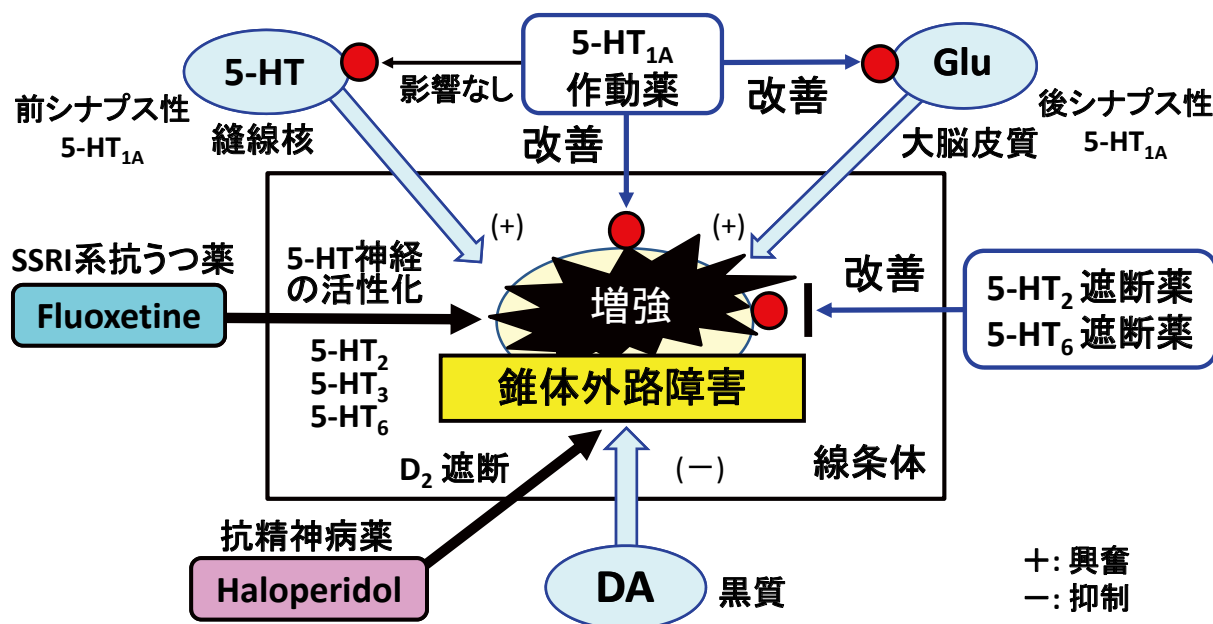 5-HT
影響なし
5-HT1A
作動薬
改善
Glu
前シナプス性
5-HT1A
縫線核
改善
大脳皮質
後シナプス性
5-HT1A
(+)
(+)
SSRI系抗うつ薬
Fluoxetine
5-HT神経
の活性化
増強
改善
5-HT2 遮断薬
5-HT6 遮断薬
5-HT2
5-HT3
5-HT6
錐体外路障害
D2 遮断
(－)
線条体
抗精神病薬
Haloperidol
DA
黒質
＋: 興奮
－: 抑制